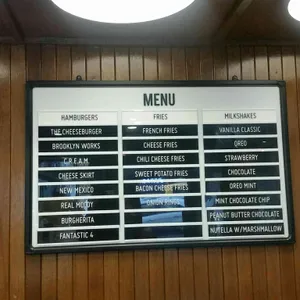 MENU
HAMBURGERS
THE CHEESEBURGER
BROOKLYN WORKS
C.R.E.A.M.
CHEESE SKIRT
NEW MEXICO
REAL MCCOY
BURGHERITA
FANTASTIC 4
FRIES
FRENCH FRIES
CHEESE FRIES
CHILI CHEESE FRIES
SWEET POTATO FRIES
BACON CHEESE FRIES
ONION RINGS
MILKSHAKES
VANILLA CLASSIC
OREO
STRAWBERRY
CHOCOLATE
OREO MINT
MINT CHOCOLATE CHIP
PEANUT BUTTER CHOCOLATE
NUTELLA W/MARSHMALLOW